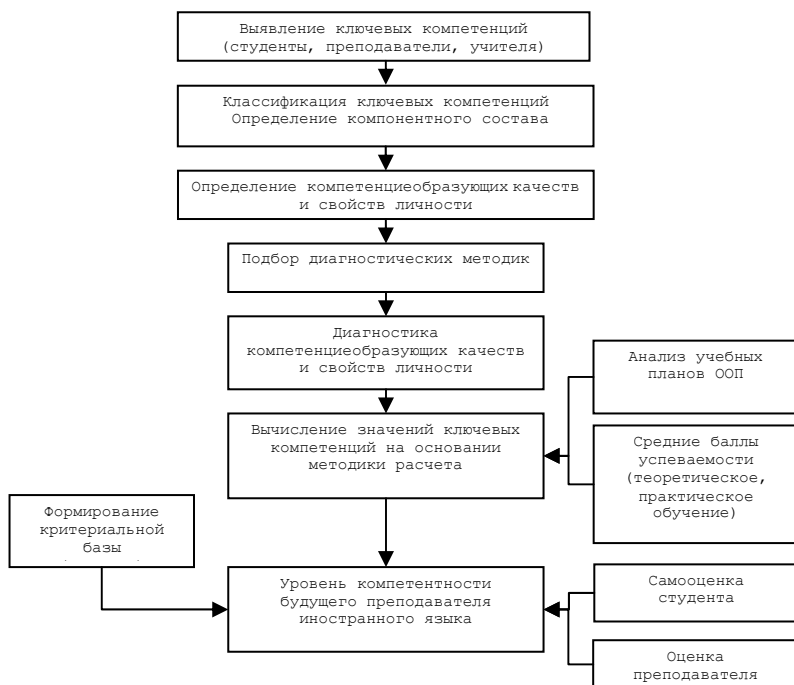 Выявление ключевых компетенций
(студенты, преподаватели, учителя)
Классификация ключевых компетенций
Определение компонентного состава
Определение компетенциеобразующих качеств
и свойств личности
Подбор диагностических методик
Диагностика
компетенциеобразующих качеств
и свойств личности
Анализ учебных
планов ООП
Вычисление значений ключевых
компетенций на основании
методики расчета
Средние баллы
успеваемости
(теоретическое,
практическое
обучение)
Формирование
критериальной
базы
Уровень компетентности
будущего преподавателя
иностранного языка
Самооценка
студента
Оценка
преподавателя